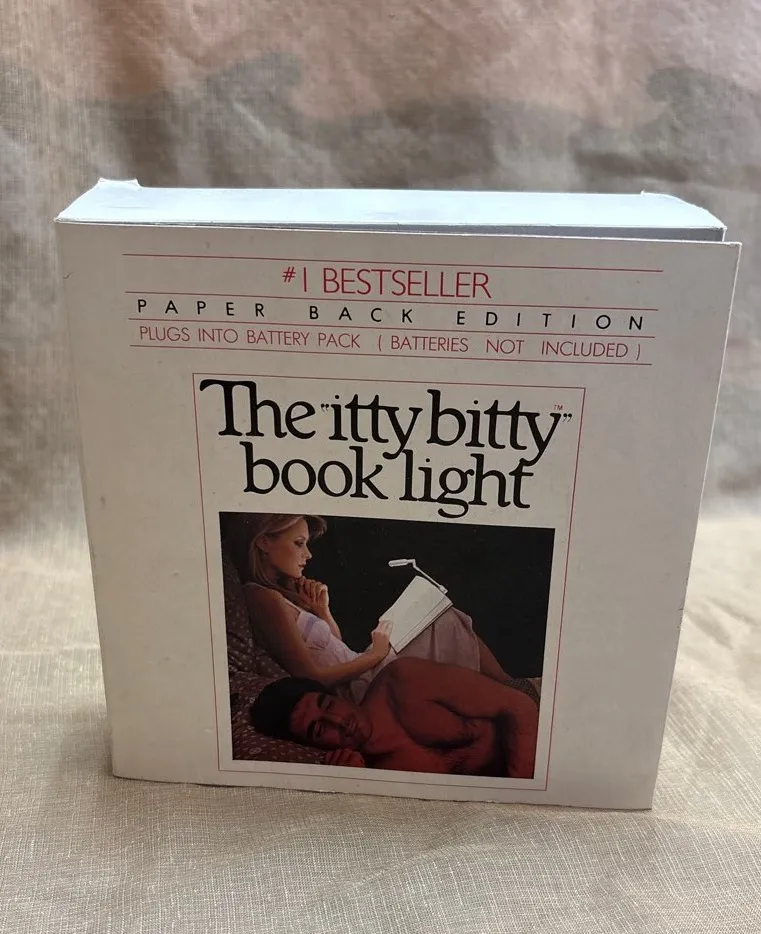 #1 BESTSELLER
PAPER BACK EDITION
PLUGS INTO BATTERY PACK ( BATTERIES NOT INCLUDED )
The "itty bitty"™
book light